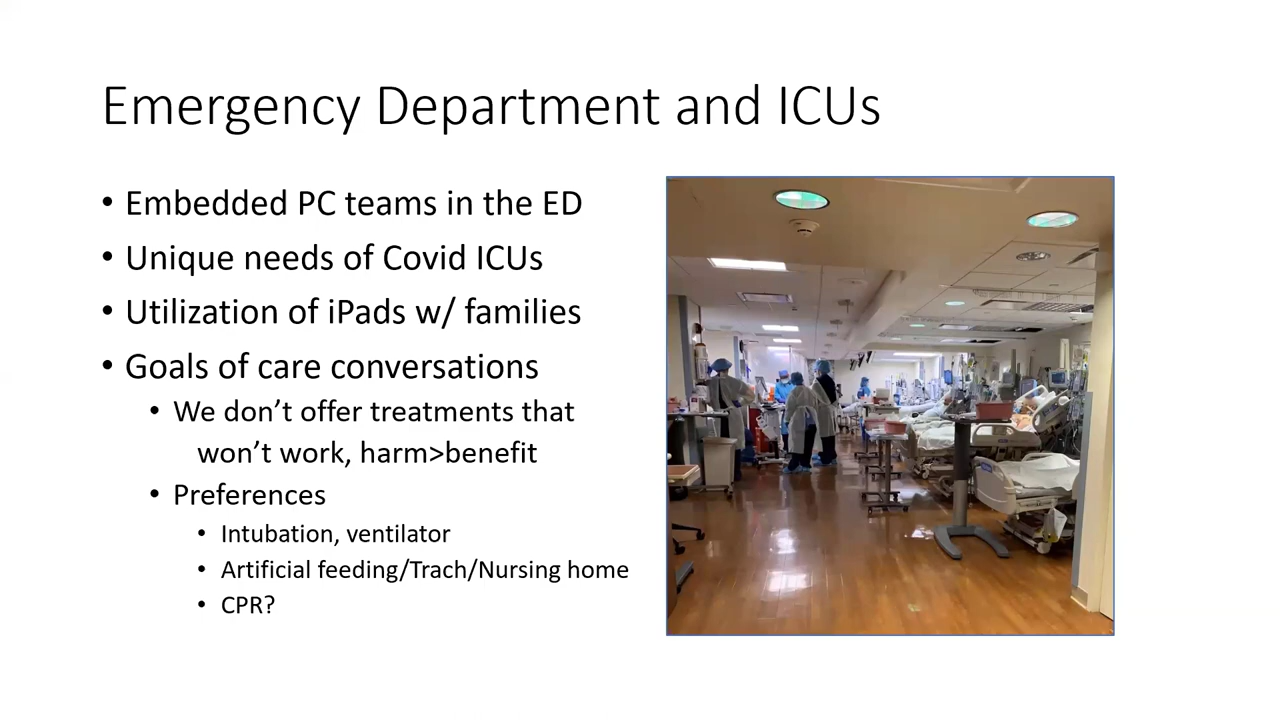 Emergency Department and ICUs
• Embedded PC teams in the ED
• Unique needs of Covid ICUs
• Utilization of iPads w/ families
• Goals of care conversations
• We don’t offer treatments that
won’t work, harm>benefit
• Preferences
• Intubation, ventilator
• Artificial feeding/Trach/Nursing home
• CPR?